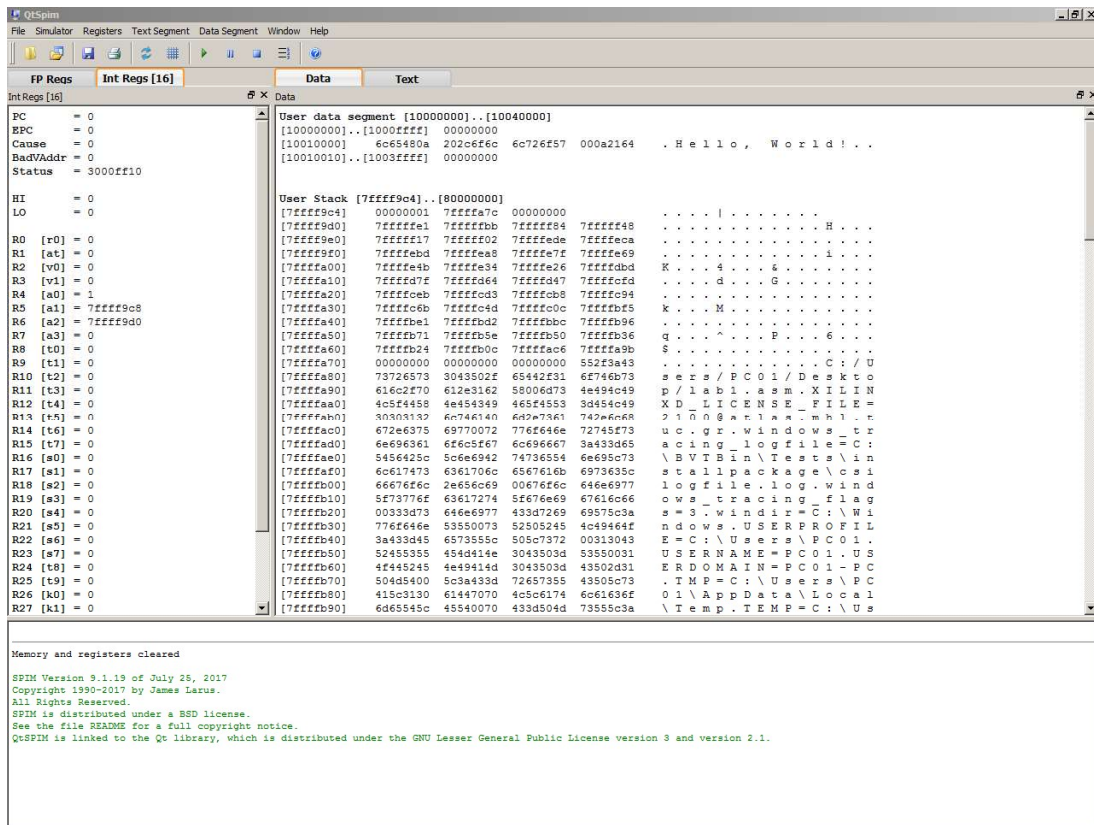 QtSpim
File Simulator Registers Text Segment Data Segment Window Help
FP Regs Int Regs [16]
Int Regs [16]
PC = 0
EPC = 0
Cause = 0
BadVAddr = 0
Status = 3000ff10
HI = 0
LO = 0
R0 [r0] = 0
R1 [at] = 0
R2 [v0] = 0
R3 [v1] = 0
R4 [a0] = 1
R5 [a1] = 7ffff9c8
R6 [a2] = 7ffff9d0
R7 [a3] = 0
R8 [t0] = 0
R9 [t1] = 0
R10 [t2] = 0
R11 [t3] = 0
R12 [t4] = 0
R13 [t5] = 0
R14 [t6] = 0
R15 [t7] = 0
R16 [s0] = 0
R17 [s1] = 0
R18 [s2] = 0
R19 [s3] = 0
R20 [s4] = 0
R21 [s5] = 0
R22 [s6] = 0
R23 [s7] = 0
R24 [t8] = 0
R25 [t9] = 0
R26 [k0] = 0
R27 [k1] = 0
Data Text
Data
User data segment [10000000]..[10040000]
[10000000]..[1000ffff] 00000000
[10010000] 6c65480a 202c6f6c 6c726f57 000a2164 . H e l l o , W o r l d ! . .
[10010010]..[1003ffff] 00000000
User Stack [7ffff9c4]..[80000000]
[7ffff9c4] 00000001 7ffffa7c 00000000 . . . . | . . . . . . .
[7ffff9d0] 7fffffe1 7fffffbb 7fffff84 7fffff48 . . . . . . . . . . . . H . . .
[7ffff9e0] 7fffff17 7fffff02 7ffffede 7ffffeca . . . . . . . . . . . . . . . .
[7ffff9f0] 7ffffebd 7ffffea8 7ffffe7f 7ffffe69 . . . . . . . . . . . . i . . .
[7ffffa00] 7ffffe4b 7ffffe34 7ffffe26 7ffffdbd K . . . 4 . . . & . . . . . . .
[7ffffa10] 7ffffd7f 7ffffd64 7ffffd47 7ffffcfd . . . . d . . . G . . . . . . .
[7ffffa20] 7ffffceb 7ffffcd3 7ffffcb8 7ffffc94 . . . . . . . . . . . . . . . .
[7ffffa30] 7ffffc6b 7ffffc4d 7ffffc0c 7ffffbf5 k . . . M . . . . . . . . . . .
[7ffffa40] 7ffffbe1 7ffffbd2 7ffffbbc 7ffffb96 . . . . . . . . . . . . . . . .
[7ffffa50] 7ffffb71 7ffffb5e 7ffffb50 7ffffb36 q . . . ^ . . . P . . . 6 . . .
[7ffffa60] 7ffffb24 7ffffb0c 7ffffac6 7ffffa9b $ . . . . . . . . . . . . . . .
[7ffffa70] 00000000 00000000 00000000 552f3a43 . . . . . . . . . . . . C : / U
[7ffffa80] 73726573 3043502f 65442f31 6f746b73 s e r s / P C 0 1 / D e s k t o
[7ffffa90] 616c2f70 612e3162 58006d73 4e494c49 p / l a b 1 . a s m . X I L I N
[7ffffaa0] 4c5f4458 4e454349 465f4553 3d454c49 X D _ L I C E N S E _ F I L E =
[7ffffab0] 30303132 6c746140 6d2e7361 742e6c68 2 1 0 0 @ a t l a s . m h l . t
[7ffffac0] 672e6375 69770072 776f646e 72745f73 u c . g r . w i n d o w s _ t r
[7ffffad0] 6e696361 6f6c5f67 6c696667 3a433d65 a c i n g _ l o g f i l e = C :
[7ffffae0] 5456425c 5c6e6942 74736554 6e695c73 \ B V T B i n \ T e s t s \ i n
[7ffffaf0] 6c617473 6361706c 6567616b 6973635c s t a l l p a c k a g e \ c s i
[7ffffb00] 66676f6c 2e656c69 00676f6c 646e6977 l o g f i l e . l o g . w i n d
[7ffffb10] 5f73776f 63617274 5f676e69 67616c66 o w s _ t r a c i n g _ f l a g
[7ffffb20] 00333d73 646e6977 433d7269 69575c3a s = 3 . w i n d i r = C : \ W i
[7ffffb30] 776f646e 53550073 52505245 4c49464f n d o w s . U S E R P R O F I L
[7ffffb40] 3a433d45 6573555c 505c7372 00313043 E = C : \ U s e r s \ P C 0 1 .
[7ffffb50] 52455355 454d414e 3043503d 53550031 U S E R N A M E = P C 0 1 . U S
[7ffffb60] 4f445245 4e49414d 3043503d 43502d31 E R D O M A I N = P C 0 1 - P C
[7ffffb70] 504d5400 5c3a433d 72657355 43505c73 . T M P = C : \ U s e r s \ P C
[7ffffb80] 415c3130 61447070 4c5c6174 6c61636f 0 1 \ A p p D a t a \ L o c a l
[7ffffb90] 6d65545c 45540070 433d504d 73555c3a \ T e m p . T E M P = C : \ U s
Memory and registers cleared
SPIM Version 9.1.19 of July 25, 2017
Copyright 1990-2017 by James Larus.
All Rights Reserved.
SPIM is distributed under a BSD license.
See the file README for a full copyright notice.
QtSPIM is linked to the Qt library, which is distributed under the GNU Lesser General Public License version 3 and version 2.1.